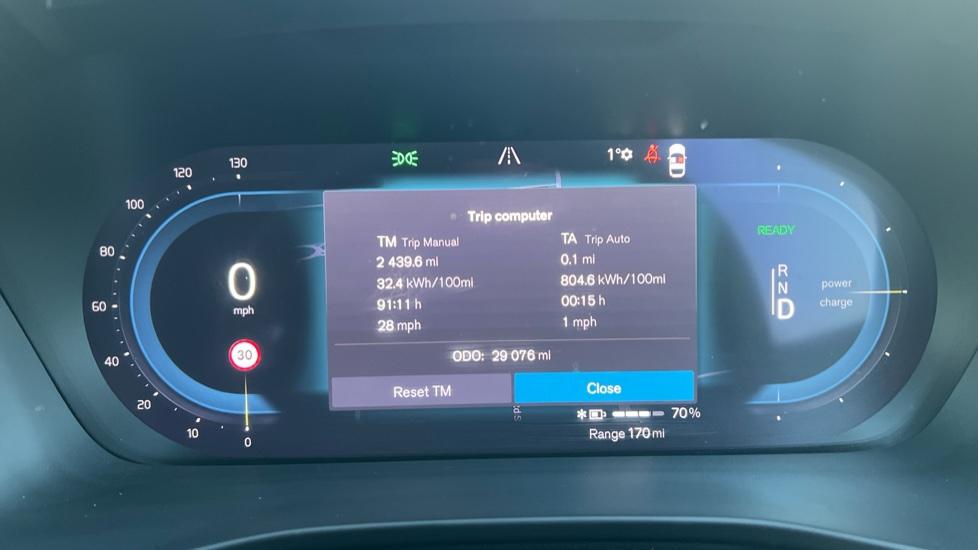 130
120
100
80
60
40
20
10
0
1°
0
mph
30
Trip computer
TM Trip Manual
2 439.6 mi
32.4 kWh/100mi
91:11 h
28 mph
TA Trip Auto
0.1 mi
804.6 kWh/100mi
00:15 h
1 mph
ODO: 29 076 mi
Reset TM
Close
READY
R
N
D
power
charge
70%
Range 170 mi